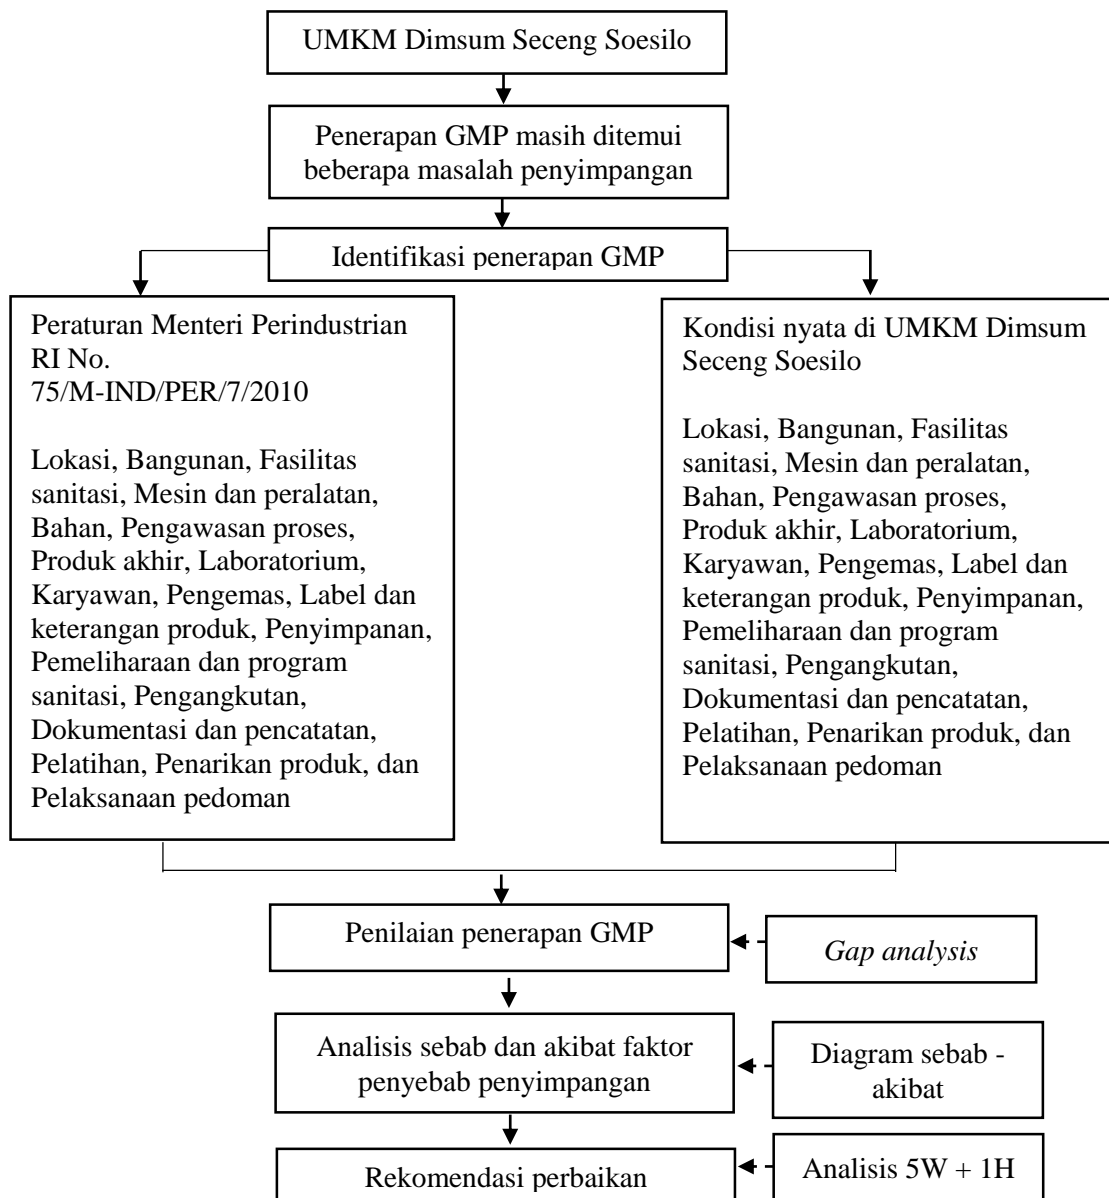 UMKM Dimsum Seceng Soesilo
Penerapan GMP masih ditemui
beberapa masalah penyimpangan
Identifikasi penerapan GMP
Peraturan Menteri Perindustrian
RI No.
75/M-IND/PER/7/2010
Lokasi, Bangunan, Fasilitas
sanitasi, Mesin dan peralatan,
Bahan, Pengawasan proses,
Produk akhir, Laboratorium,
Karyawan, Pengemas, Label dan
keterangan produk, Penyimpanan,
Pemeliharaan dan program
sanitasi, Pengangkutan,
Dokumentasi dan pencatatan,
Pelatihan, Penarikan produk, dan
Pelaksanaan pedoman
Kondisi nyata di UMKM Dimsum
Seceng Soesilo
Lokasi, Bangunan, Fasilitas
sanitasi, Mesin dan peralatan,
Bahan, Pengawasan proses,
Produk akhir, Laboratorium,
Karyawan, Pengemas, Label dan
keterangan produk, Penyimpanan,
Pemeliharaan dan program
sanitasi, Pengangkutan,
Dokumentasi dan pencatatan,
Pelatihan, Penarikan produk, dan
Pelaksanaan pedoman
Penilaian penerapan GMP
Gap analysis
Analisis sebab dan akibat faktor
penyebab penyimpangan
Diagram sebab -
akibat
Rekomendasi perbaikan
Analisis 5W + 1H